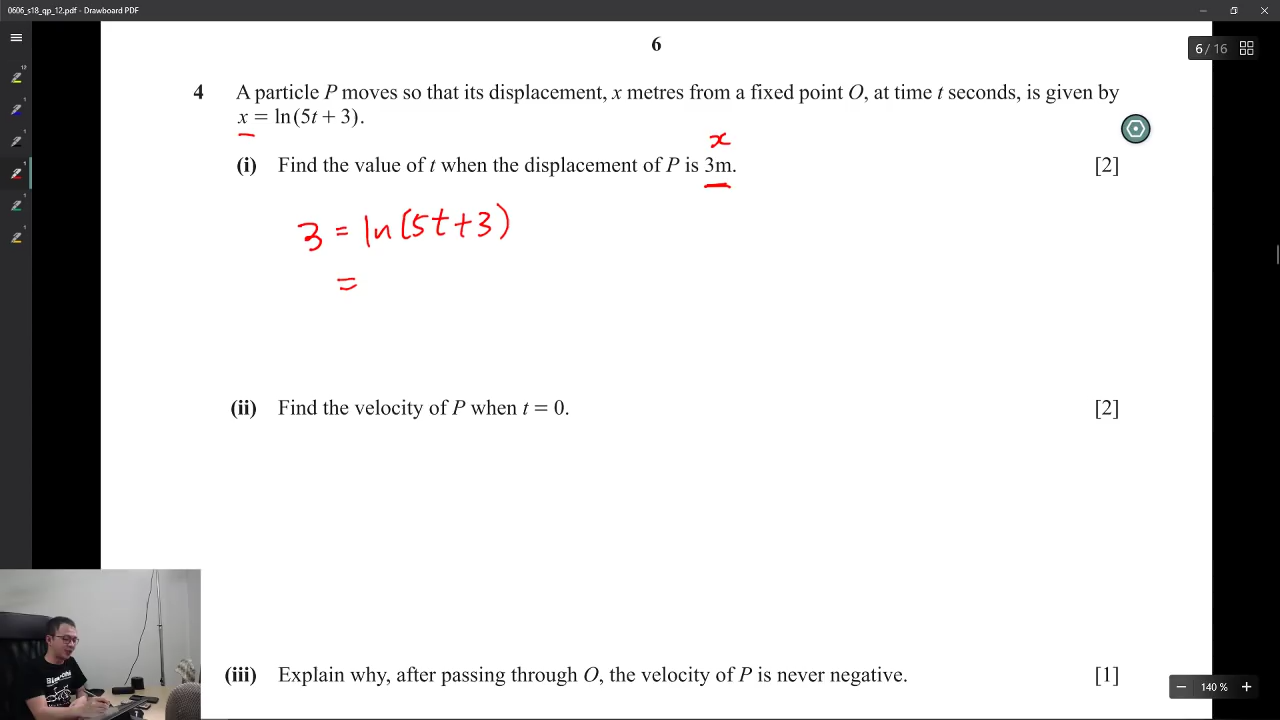 0606_s18_qp_12.pdf - Drawboard PDF
6
6 / 16
4 A particle P moves so that its displacement, x metres from a fixed point O, at time t seconds, is given by
x = ln(5t + 3).
x
(i) Find the value of t when the displacement of P is 3m. [2]
3 = ln(5t+3)
=
(ii) Find the velocity of P when t = 0. [2]
(iii) Explain why, after passing through O, the velocity of P is never negative. [1]
140 %